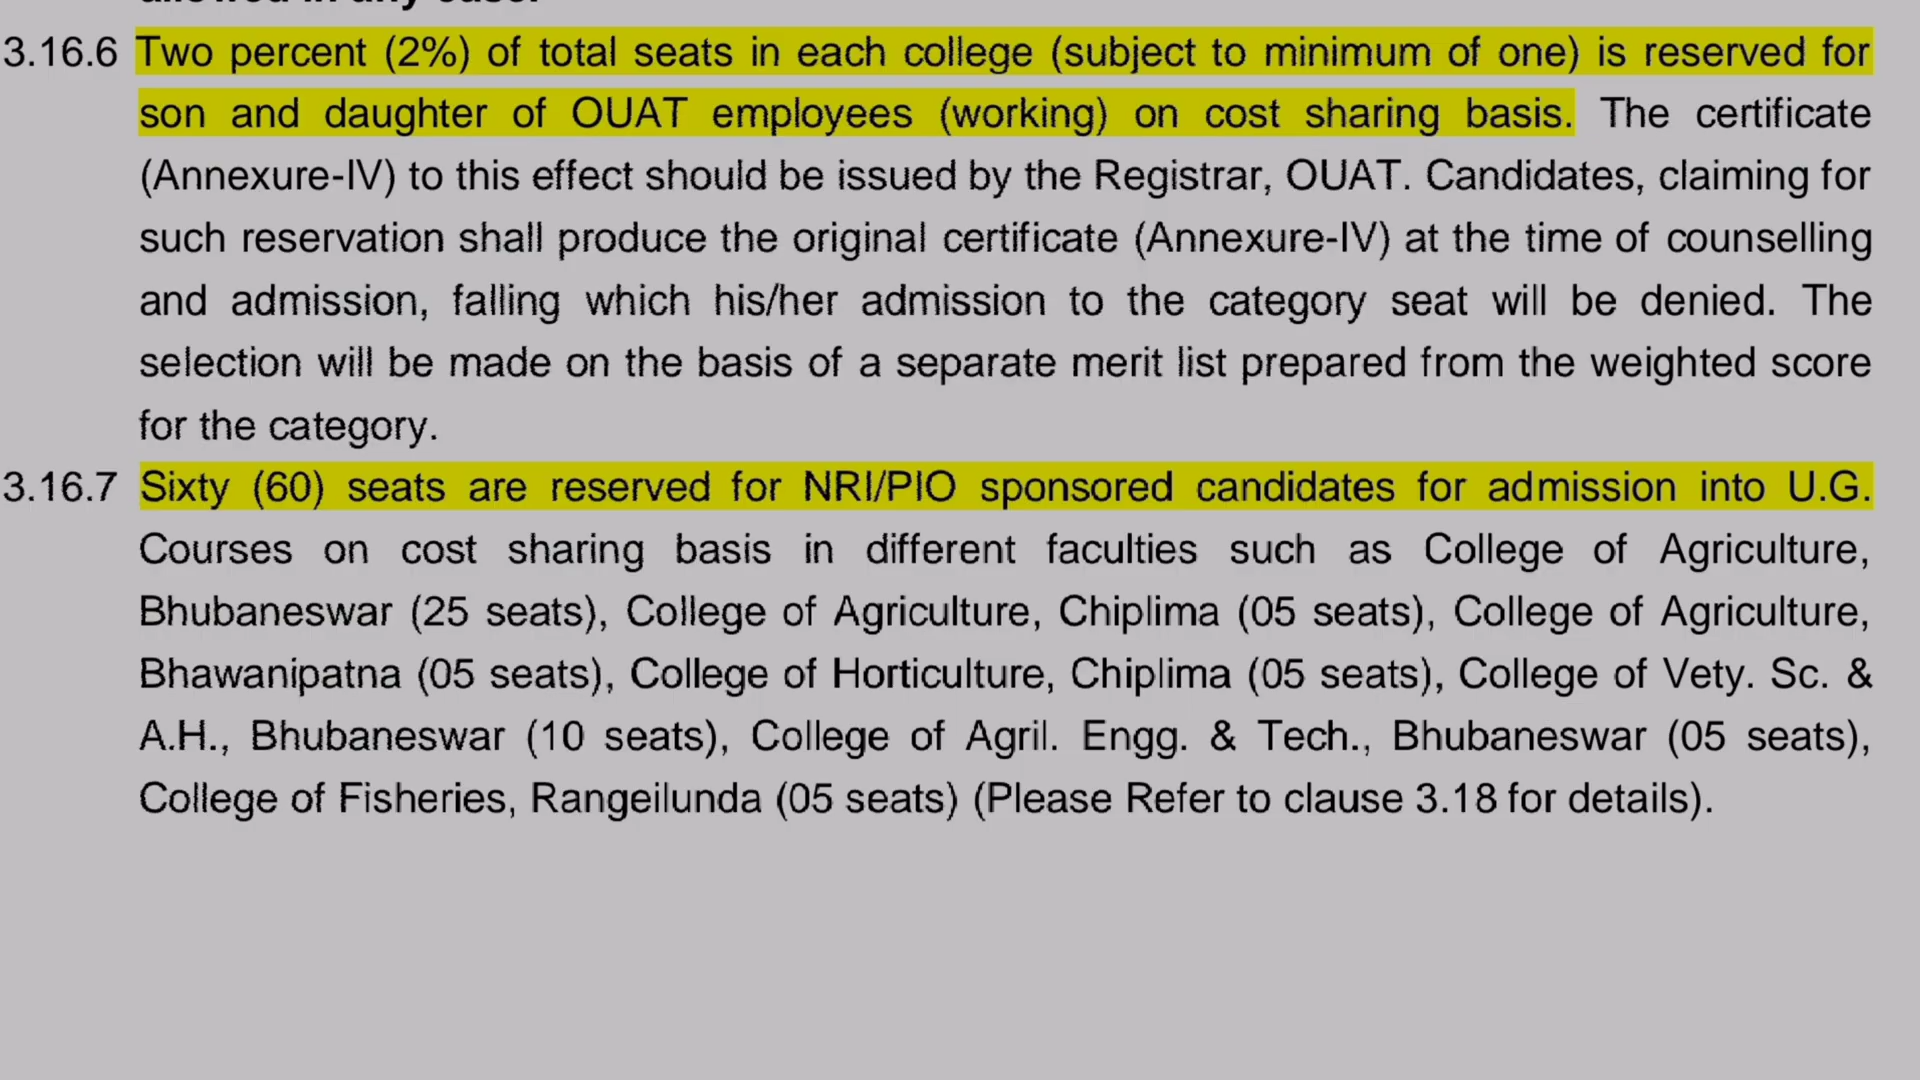 allowed in any case.
3.16.6 Two percent (2%) of total seats in each college (subject to minimum of one) is reserved for
son and daughter of OUAT employees (working) on cost sharing basis. The certificate
(Annexure-IV) to this effect should be issued by the Registrar, OUAT. Candidates, claiming for
such reservation shall produce the original certificate (Annexure-IV) at the time of counselling
and admission, falling which his/her admission to the category seat will be denied. The
selection will be made on the basis of a separate merit list prepared from the weighted score
for the category.
3.16.7 Sixty (60) seats are reserved for NRI/PIO sponsored candidates for admission into U.G.
Courses on cost sharing basis in different faculties such as College of Agriculture,
Bhubaneswar (25 seats), College of Agriculture, Chiplima (05 seats), College of Agriculture,
Bhawanipatna (05 seats), College of Horticulture, Chiplima (05 seats), College of Vety. Sc. &
A.H., Bhubaneswar (10 seats), College of Agril. Engg. & Tech., Bhubaneswar (05 seats),
College of Fisheries, Rangeilunda (05 seats) (Please Refer to clause 3.18 for details).